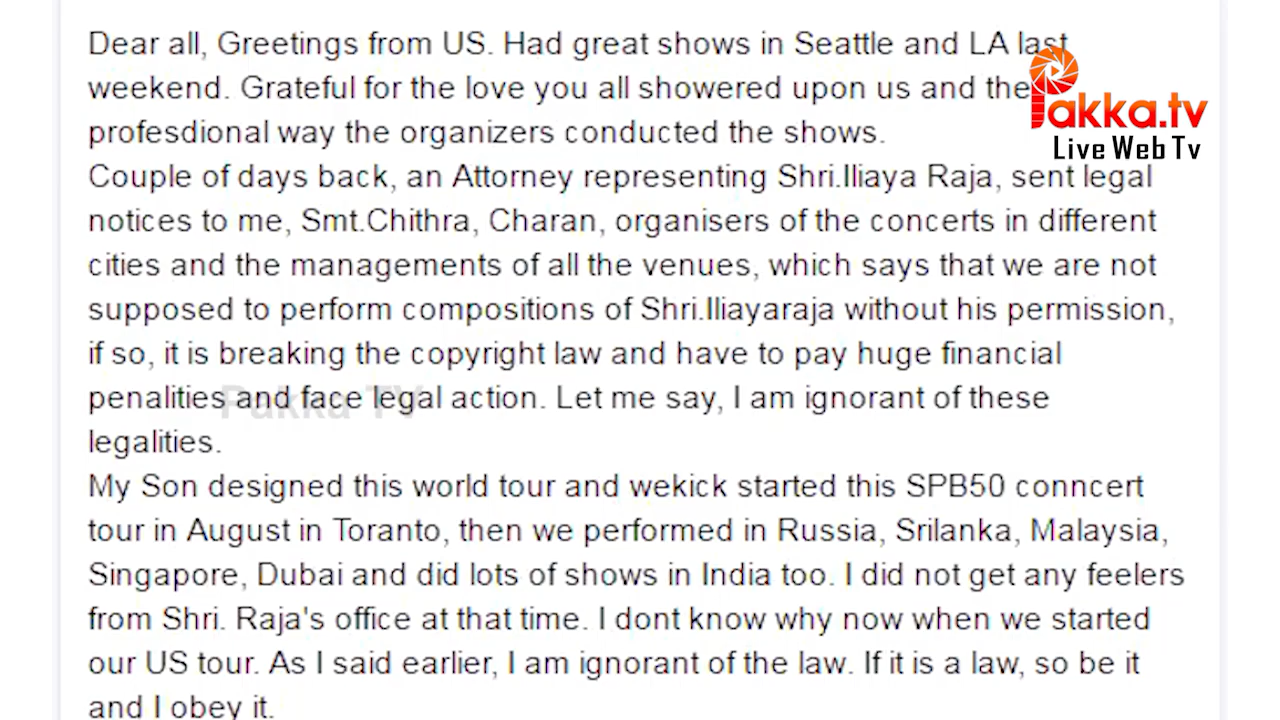 Dear all, Greetings from US. Had great shows in Seattle and LA last
weekend. Grateful for the love you all showered upon us and the
profesdional way the organizers conducted the shows.
Couple of days back, an Attorney representing Shri.Iliaya Raja, sent legal
notices to me, Smt.Chithra, Charan, organisers of the concerts in different
cities and the managements of all the venues, which says that we are not
supposed to perform compositions of Shri.Iliayaraja without his permission,
if so, it is breaking the copyright law and have to pay huge financial
penalities and face legal action. Let me say, I am ignorant of these
legalities.
My Son designed this world tour and wekick started this SPB50 conncert
tour in August in Toranto, then we performed in Russia, Srilanka, Malaysia,
Singapore, Dubai and did lots of shows in India too. I did not get any feelers
from Shri. Raja's office at that time. I dont know why now when we started
our US tour. As I said earlier, I am ignorant of the law. If it is a law, so be it
and I obey it.
Pakka.tv
Live Web Tv
Pakka TV